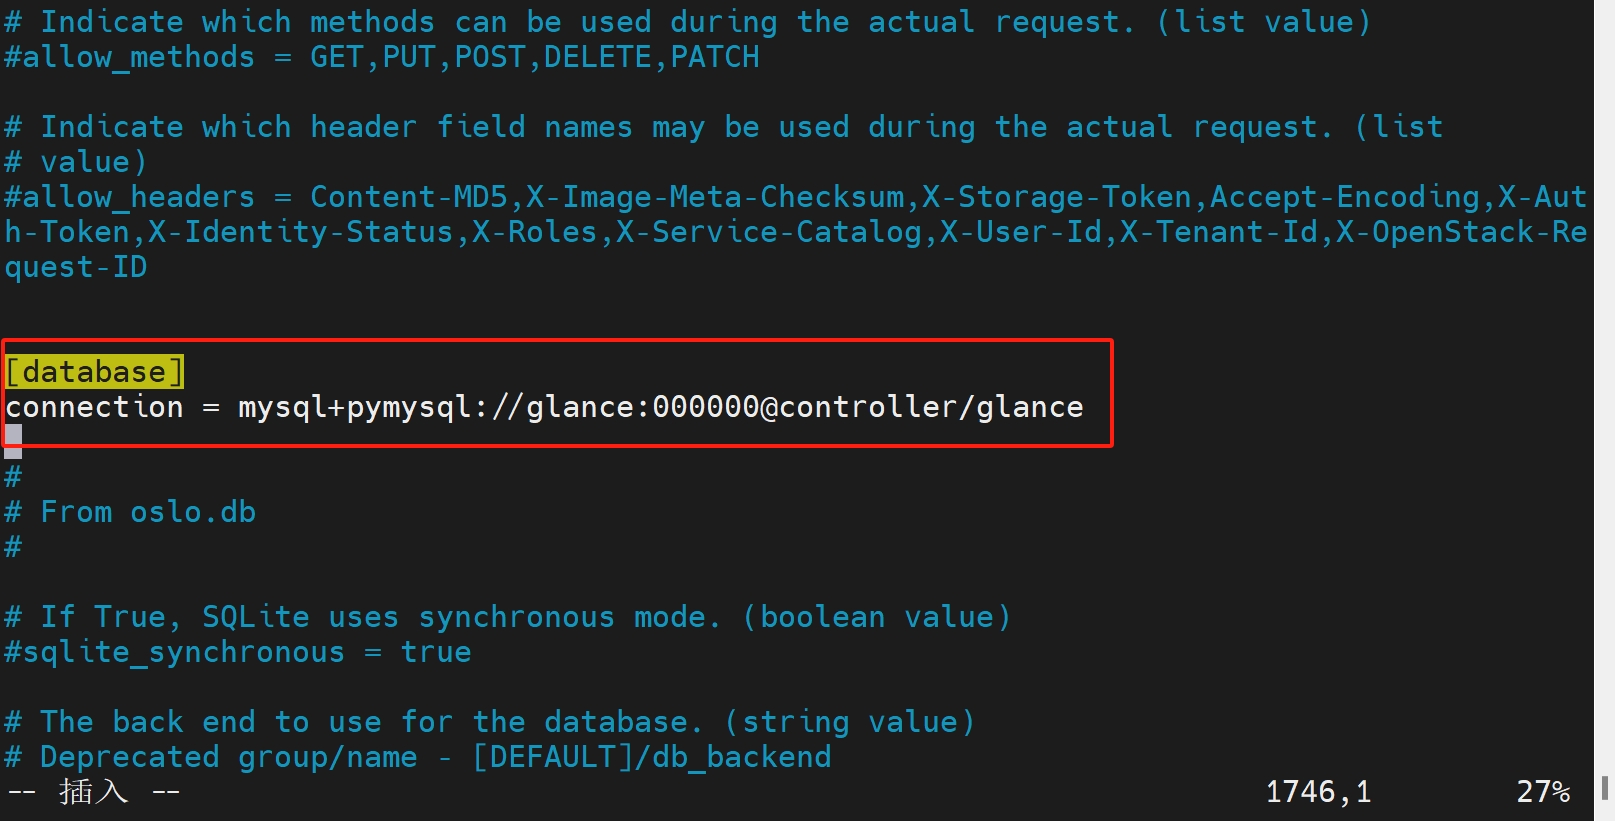 # Indicate which methods can be used during the actual request. (list value)
#allow_methods = GET,PUT,POST,DELETE,PATCH
# Indicate which header field names may be used during the actual request. (list
# value)
#allow_headers = Content-MD5,X-Image-Meta-Checksum,X-Storage-Token,Accept-Encoding,X-Aut
h-Token,X-Identity-Status,X-Roles,X-Service-Catalog,X-User-Id,X-Tenant-Id,X-OpenStack-Re
quest-ID
[database]
connection = mysql+pymysql://glance:000000@controller/glance
#
# From oslo.db
#
# If True, SQLite uses synchronous mode. (boolean value)
#sqlite_synchronous = true
# The back end to use for the database. (string value)
# Deprecated group/name - [DEFAULT]/db_backend
-- 插入 -- 1746,1 27%